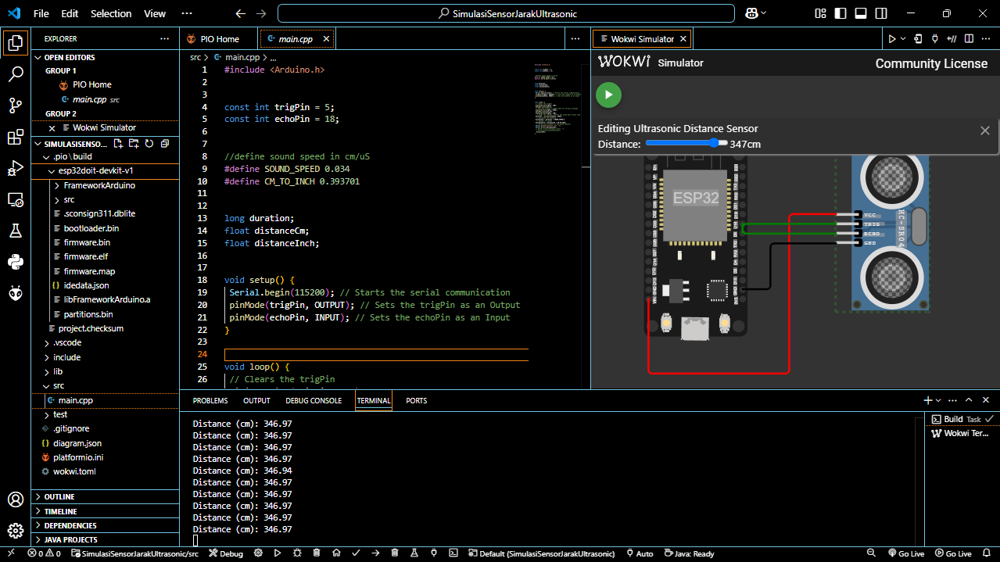 File Edit Selection View ··· SimulasiSensorJarakUltrasonic
EXPLORER ···
OPEN EDITORS
GROUP 1
PIO Home
main.cpp src
GROUP 2
Wokwi Simulator
SIMULASISENSO...
.pio\build
esp32doit-devkit-v1
FrameworkArduino
src
.sconsign311.dblite
bootloader.bin
firmware.bin
firmware.elf
firmware.map
idedata.json
libFrameworkArduino.a
partitions.bin
project.checksum
.vscode
include
lib
src
main.cpp
test
.gitignore
diagram.json
platformio.ini
wokwi.toml
OUTLINE
TIMELINE
DEPENDENCIES
JAVA PROJECTS
PIO Home main.cpp ···
src > main.cpp > ...
1 #include <Arduino.h>
2
3
4 const int trigPin = 5;
5 const int echoPin = 18;
6
7
8 //define sound speed in cm/uS
9 #define SOUND_SPEED 0.034
10 #define CM_TO_INCH 0.393701
11
12
13 long duration;
14 float distanceCm;
15 float distanceInch;
16
17
18 void setup() {
19 Serial.begin(115200); // Starts the serial communication
20 pinMode(trigPin, OUTPUT); // Sets the trigPin as an Output
21 pinMode(echoPin, INPUT); // Sets the echoPin as an Input
22 }
23
24
25 void loop() {
26 // Clears the trigPin
Wokwi Simulator
WOKWI Simulator Community License
Editing Ultrasonic Distance Sensor
Distance: 347cm
ESP32
VCC
TRIG
ECHO
GND
HC-SR04
PROBLEMS OUTPUT DEBUG CONSOLE TERMINAL PORTS
Distance (cm): 346.97
Distance (cm): 346.97
Distance (cm): 346.97
Distance (cm): 346.97
Distance (cm): 346.94
Distance (cm): 346.97
Distance (cm): 346.97
Distance (cm): 346.97
Distance (cm): 346.97
Distance (cm): 346.97
Build Task
Wokwi Ter...
0 0 SimulasiSensorJarakUltrasonic/src Debug Default (SimulasiSensorJarakUltrasonic) Auto Java: Ready Go Live Go Live